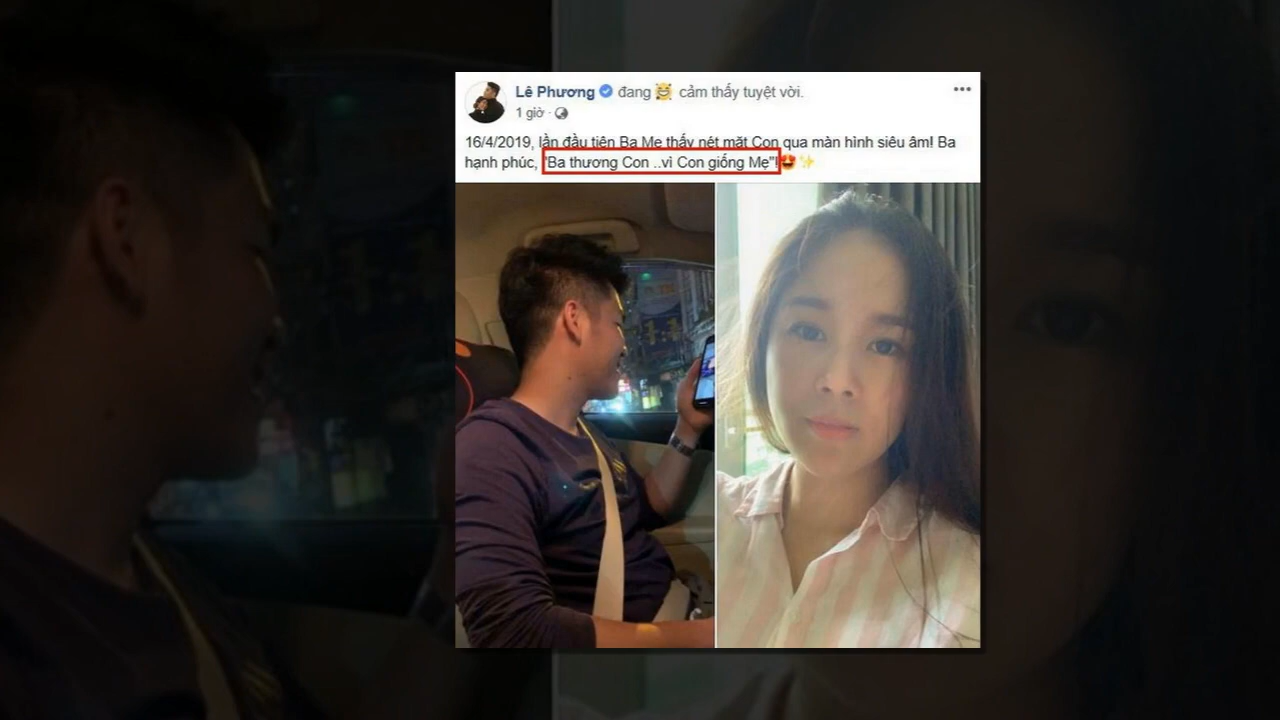 Lê Phương đang cảm thấy tuyệt vời.
1 giờ ·
16/4/2019, lần đầu tiên Ba Mẹ thấy nét mặt Con qua màn hình siêu âm! Ba
hạnh phúc, "Ba thương Con ..vì Con giống Mẹ"!